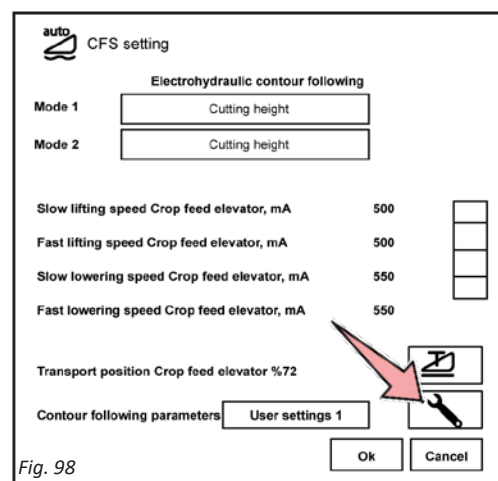 auto
CFS setting
Electrohydraulic contour following
Mode 1 Cutting height
Mode 2 Cutting height
Slow lifting speed Crop feed elevator, mA 500
Fast lifting speed Crop feed elevator, mA 500
Slow lowering speed Crop feed elevator, mA 550
Fast lowering speed Crop feed elevator, mA 550
Transport position Crop feed elevator %72
Contour following parameters User settings 1
Ok Cancel
Fig. 98